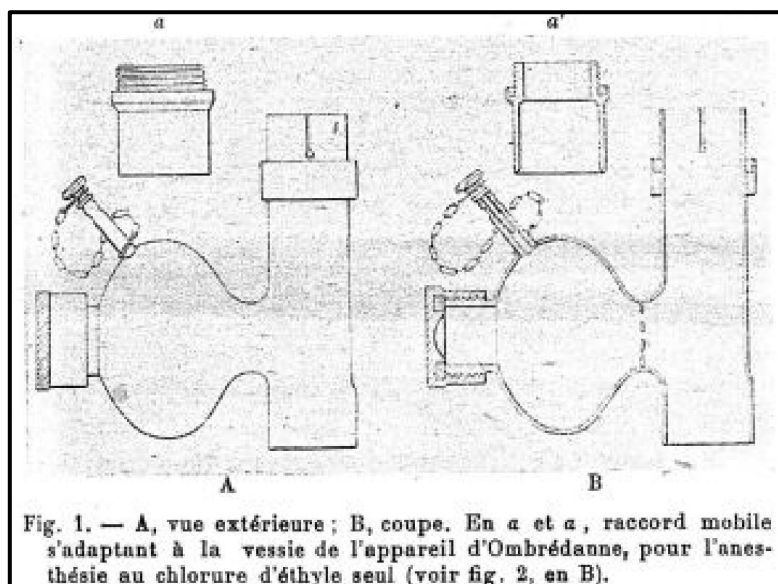 a a'
A B
Fig. 1. — A, vue extérieure ; B, coupe. En a et a, raccord mobile
s'adaptant à la vessie de l'appareil d'Ombrédanne, pour l'anes-
thésie au chlorure d'éthyle seul (voir fig. 2, en B).